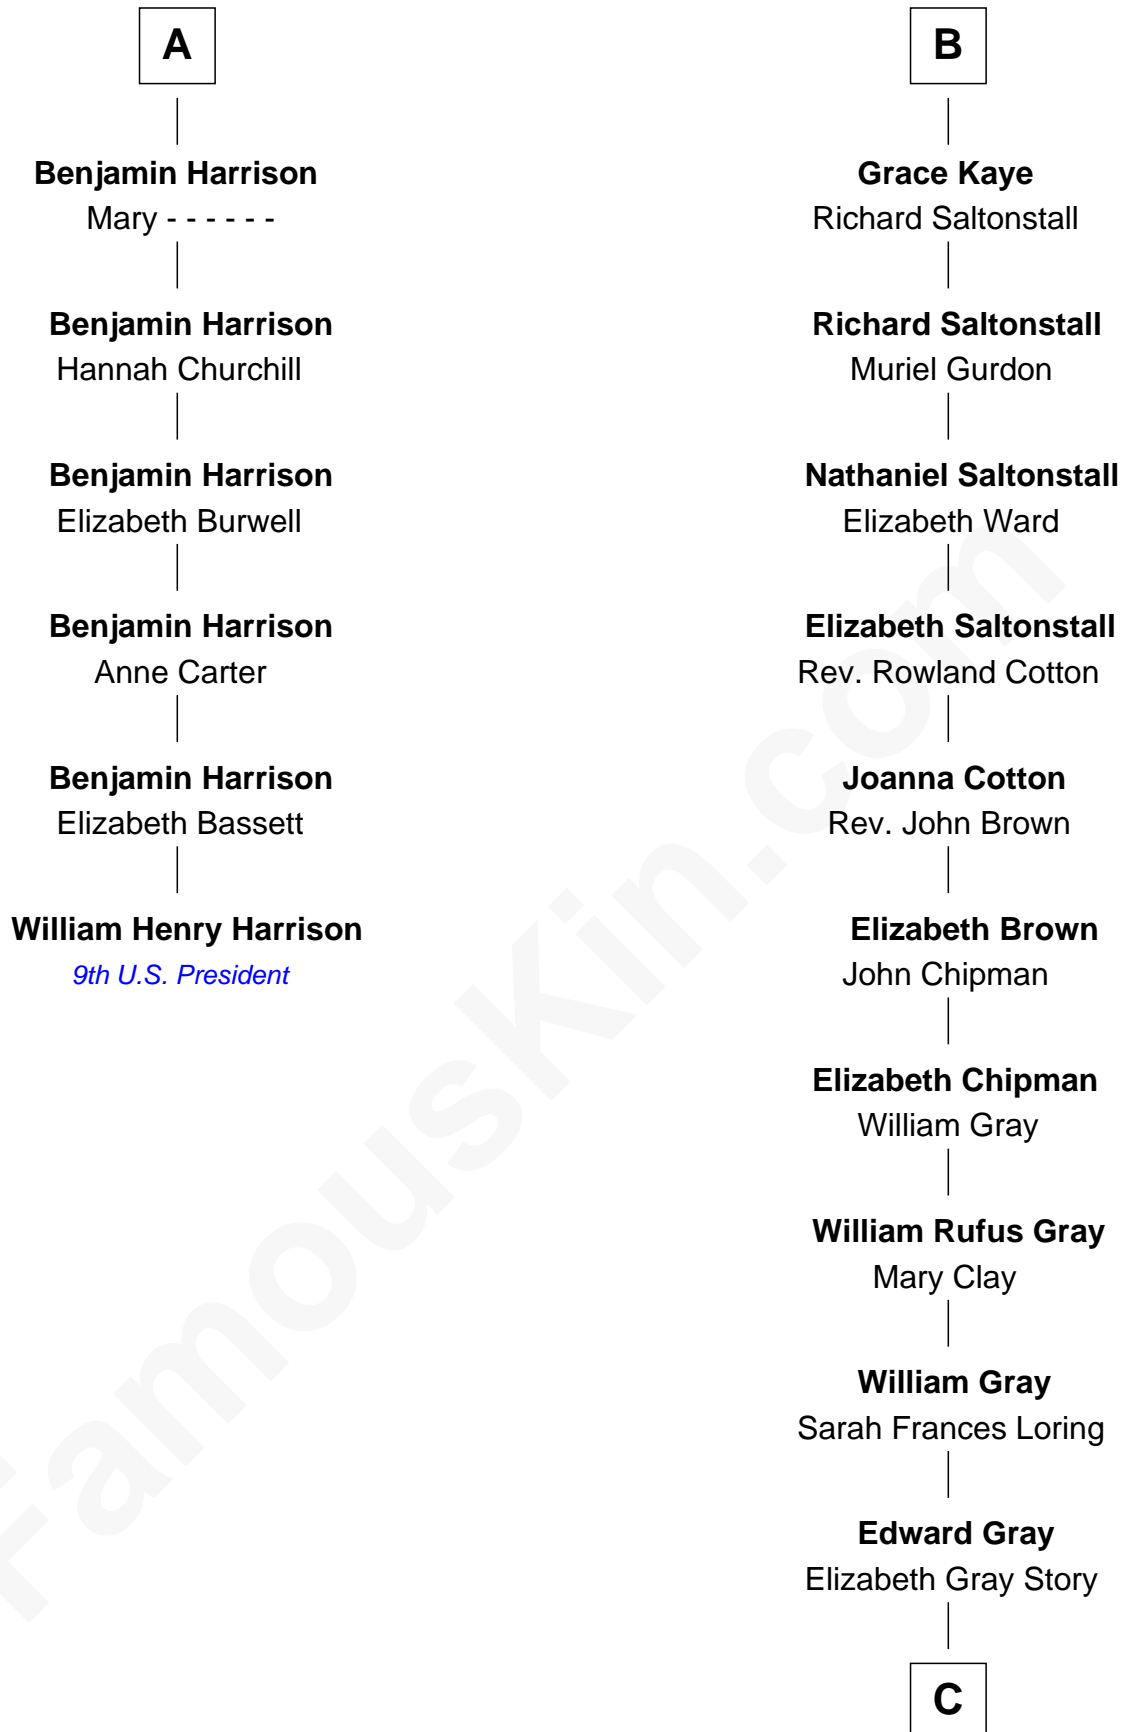 A
Benjamin Harrison
Mary - - - - - -
Benjamin Harrison
Hannah Churchill
Benjamin Harrison
Elizabeth Burwell
Benjamin Harrison
Anne Carter
Benjamin Harrison
Elizabeth Bassett
William Henry Harrison
9th U.S. President
B
Grace Kaye
Richard Saltonstall
Richard Saltonstall
Muriel Gurdon
Nathaniel Saltonstall
Elizabeth Ward
Elizabeth Saltonstall
Rev. Rowland Cotton
Joanna Cotton
Rev. John Brown
Elizabeth Brown
John Chipman
Elizabeth Chipman
William Gray
William Rufus Gray
Mary Clay
William Gray
Sarah Frances Loring
Edward Gray
Elizabeth Gray Story
C
FamousKin.com